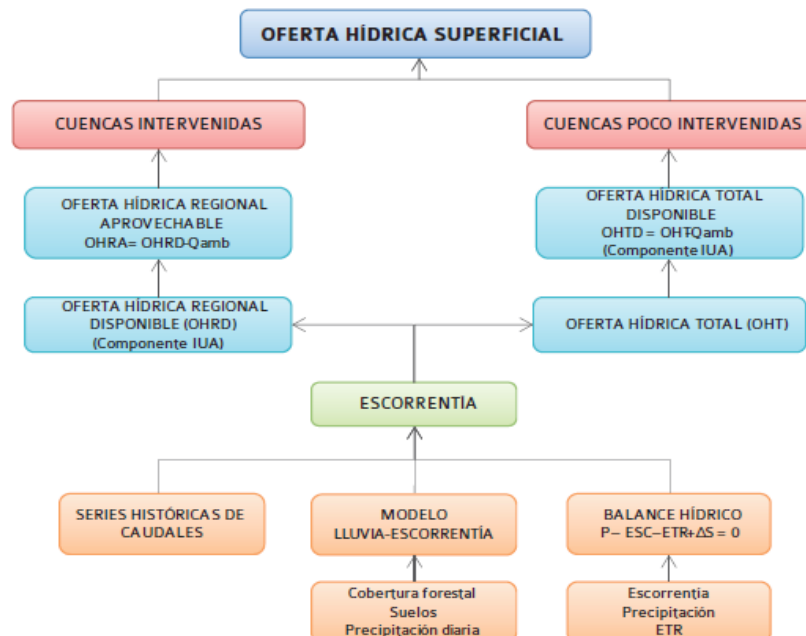 OFERTA HÍDRICA SUPERFICIAL
CUENCAS INTERVENIDAS
CUENCAS POCO INTERVENIDAS
OFERTA HÍDRICA REGIONAL
APROVECHABLE
OHRA= OHRD-Qamb
OFERTA HÍDRICA TOTAL
DISPONIBLE
OHTD = OHT-Qamb
(Componente IUA)
OFERTA HÍDRICA REGIONAL
DISPONIBLE (OHRD)
(Componente IUA)
OFERTA HÍDRICA TOTAL (OHT)
ESCORRENTÍA
SERIES HISTÓRICAS DE
CAUDALES
MODELO
LLUVIA-ESCORRENTÍA
BALANCE HÍDRICO
P– ESC–ETR+ΔS = 0
Cobertura forestal
Suelos
Precipitación diaria
Escorrentia
Precipitación
ETR